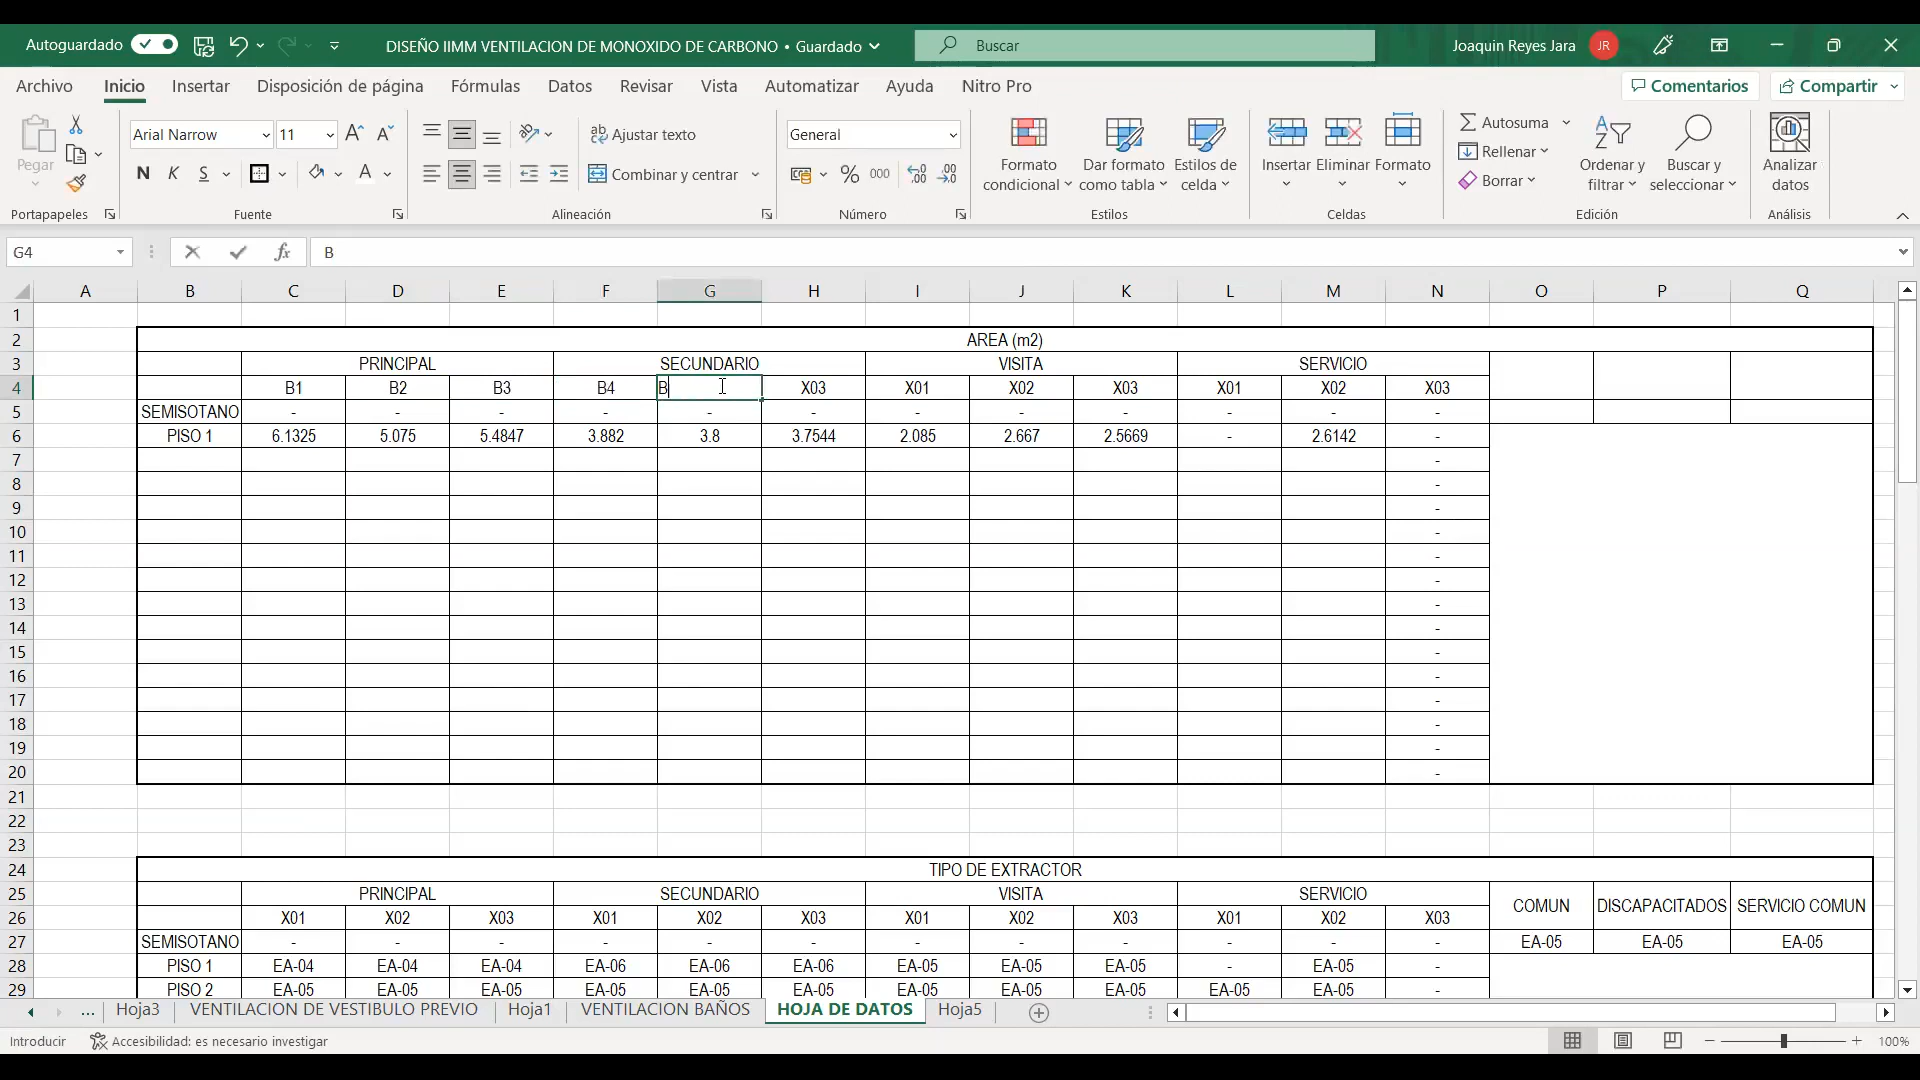 Autoguardado DISEÑO IIMM VENTILACION DE MONOXIDO DE CARBONO • Guardado Buscar Joaquin Reyes Jara JR
Archivo Inicio Insertar Disposición de página Fórmulas Datos Revisar Vista Automatizar Ayuda Nitro Pro Comentarios Compartir
Pegar
Arial Narrow 11
N K S
Ajustar texto
Combinar y centrar
General
% 000
Formato condicional
Dar formato como tabla
Estilos de celda
Insertar Eliminar Formato
Autosuma
Rellenar
Borrar
Ordenar y filtrar
Buscar y seleccionar
Analizar datos
Portapapeles Fuente Alineación Número Estilos Celdas Edición Análisis
G4 fx B
A B C D E F G H I J K L M N O P Q
1
2 AREA (m2)
3 PRINCIPAL SECUNDARIO VISITA SERVICIO
4 B1 B2 B3 B4 B X03 X01 X02 X03 X01 X02 X03
5 SEMISOTANO - - - - - - - - - - - -
6 PISO 1 6.1325 5.075 5.4847 3.882 3.8 3.7544 2.085 2.667 2.5669 - 2.6142 -
7 -
8 -
9 -
10 -
11 -
12 -
13 -
14 -
15 -
16 -
17 -
18 -
19 -
20 -
21
22
23
24 TIPO DE EXTRACTOR
25 PRINCIPAL SECUNDARIO VISITA SERVICIO
COMUN DISCAPACITADOS SERVICIO COMUN
26 X01 X02 X03 X01 X02 X03 X01 X02 X03 X01 X02 X03
27 SEMISOTANO - - - - - - - - - - - - EA-05 EA-05 EA-05
28 PISO 1 EA-04 EA-04 EA-04 EA-06 EA-06 EA-06 EA-05 EA-05 EA-05 - EA-05 -
29 PISO 2 EA-05 EA-05 EA-05 EA-05 EA-05 EA-05 EA-05 EA-05 EA-05 EA-05 EA-05 -
... Hoja3 VENTILACION DE VESTIBULO PREVIO Hoja1 VENTILACION BAÑOS HOJA DE DATOS Hoja5
Introducir Accesibilidad: es necesario investigar 100%